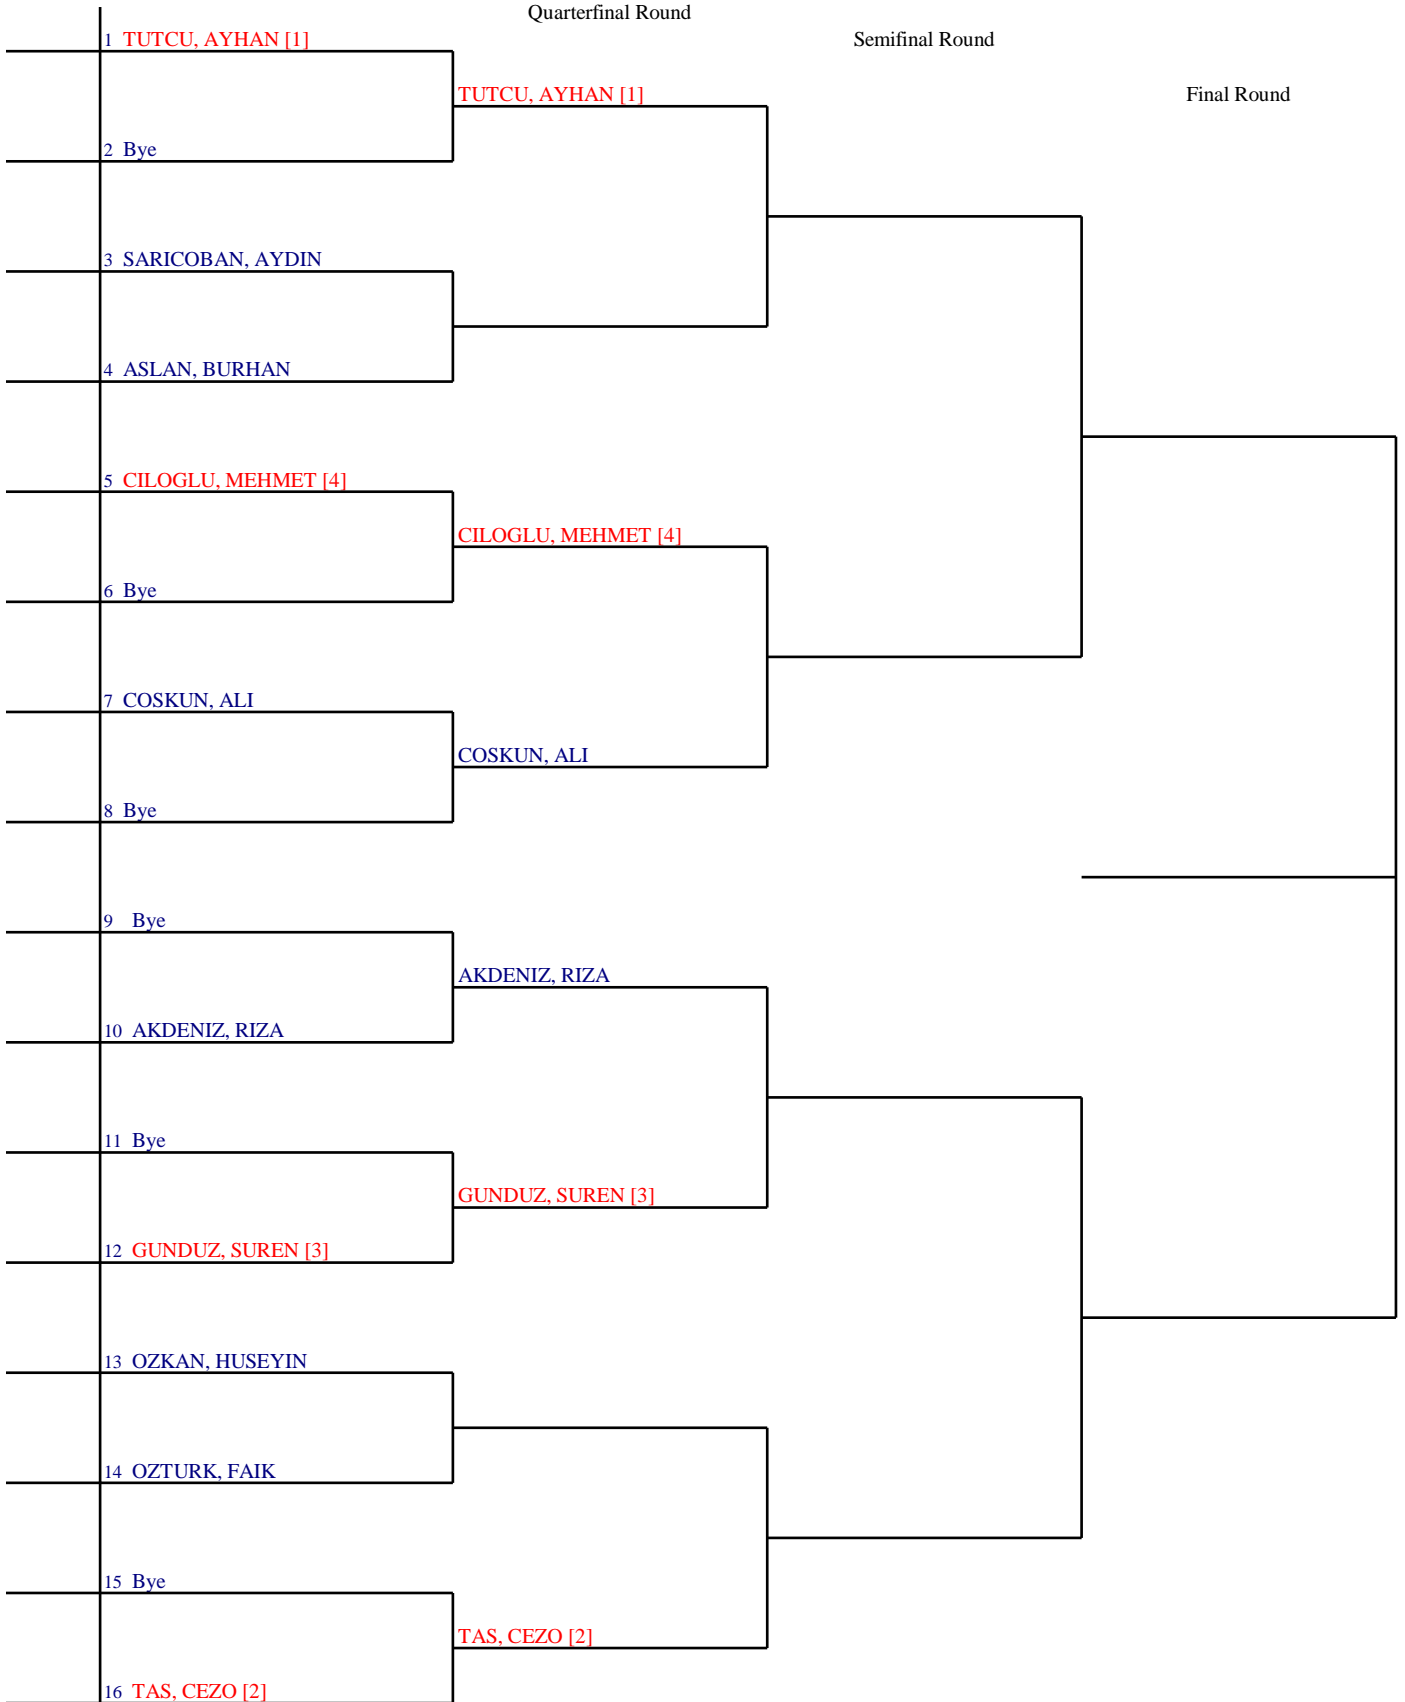 Quarterfinal Round
1 TUTCU, AYHAN [1]
Semifinal Round
TUTCU, AYHAN [1]
Final Round
2 Bye
3 SARICOBAN, AYDIN
4 ASLAN, BURHAN
5 CILOGLU, MEHMET [4]
CILOGLU, MEHMET [4]
6 Bye
7 COSKUN, ALI
COSKUN, ALI
8 Bye
9 Bye
AKDENIZ, RIZA
10 AKDENIZ, RIZA
11 Bye
GUNDUZ, SUREN [3]
12 GUNDUZ, SUREN [3]
13 OZKAN, HUSEYIN
14 OZTURK, FAIK
15 Bye
TAS, CEZO [2]
16 TAS, CEZO [2]